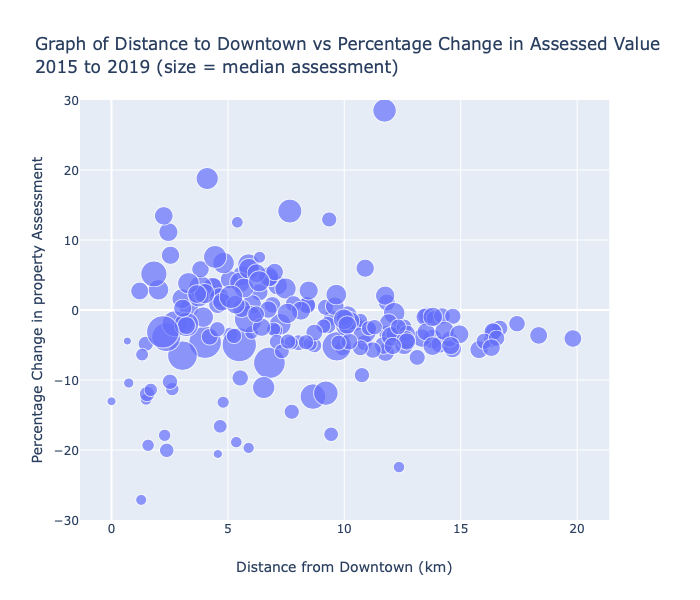 Graph of Distance to Downtown vs Percentage Change in Assessed Value
2015 to 2019 (size = median assessment)
30
20
10
0
−10
−20
−30
Percentage Change in property Assessment
0 5 10 15 20
Distance from Downtown (km)